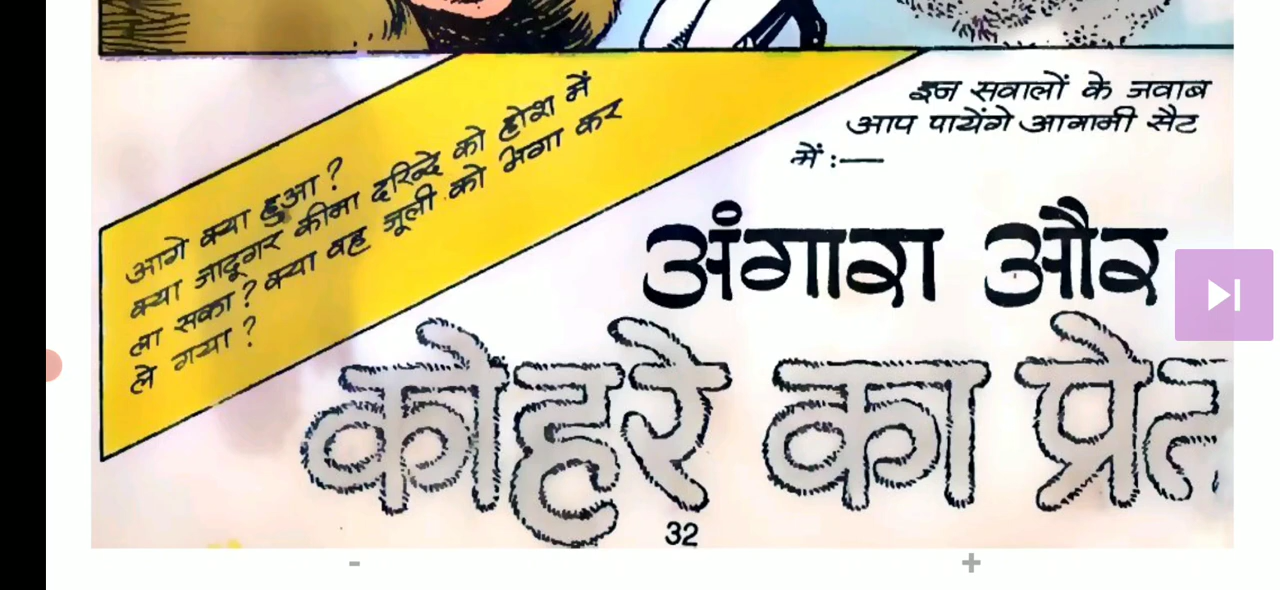 आगे क्या हुआ?
क्या जादूगर कीमा दरिन्दे को होश में
ला सका? क्या वह जूली को भगा कर
ले गया?
इन सवालों के जवाब
आप पायेंगे आगामी सैट
में :—
अंगारा और
कोहरे का प्रेत
32